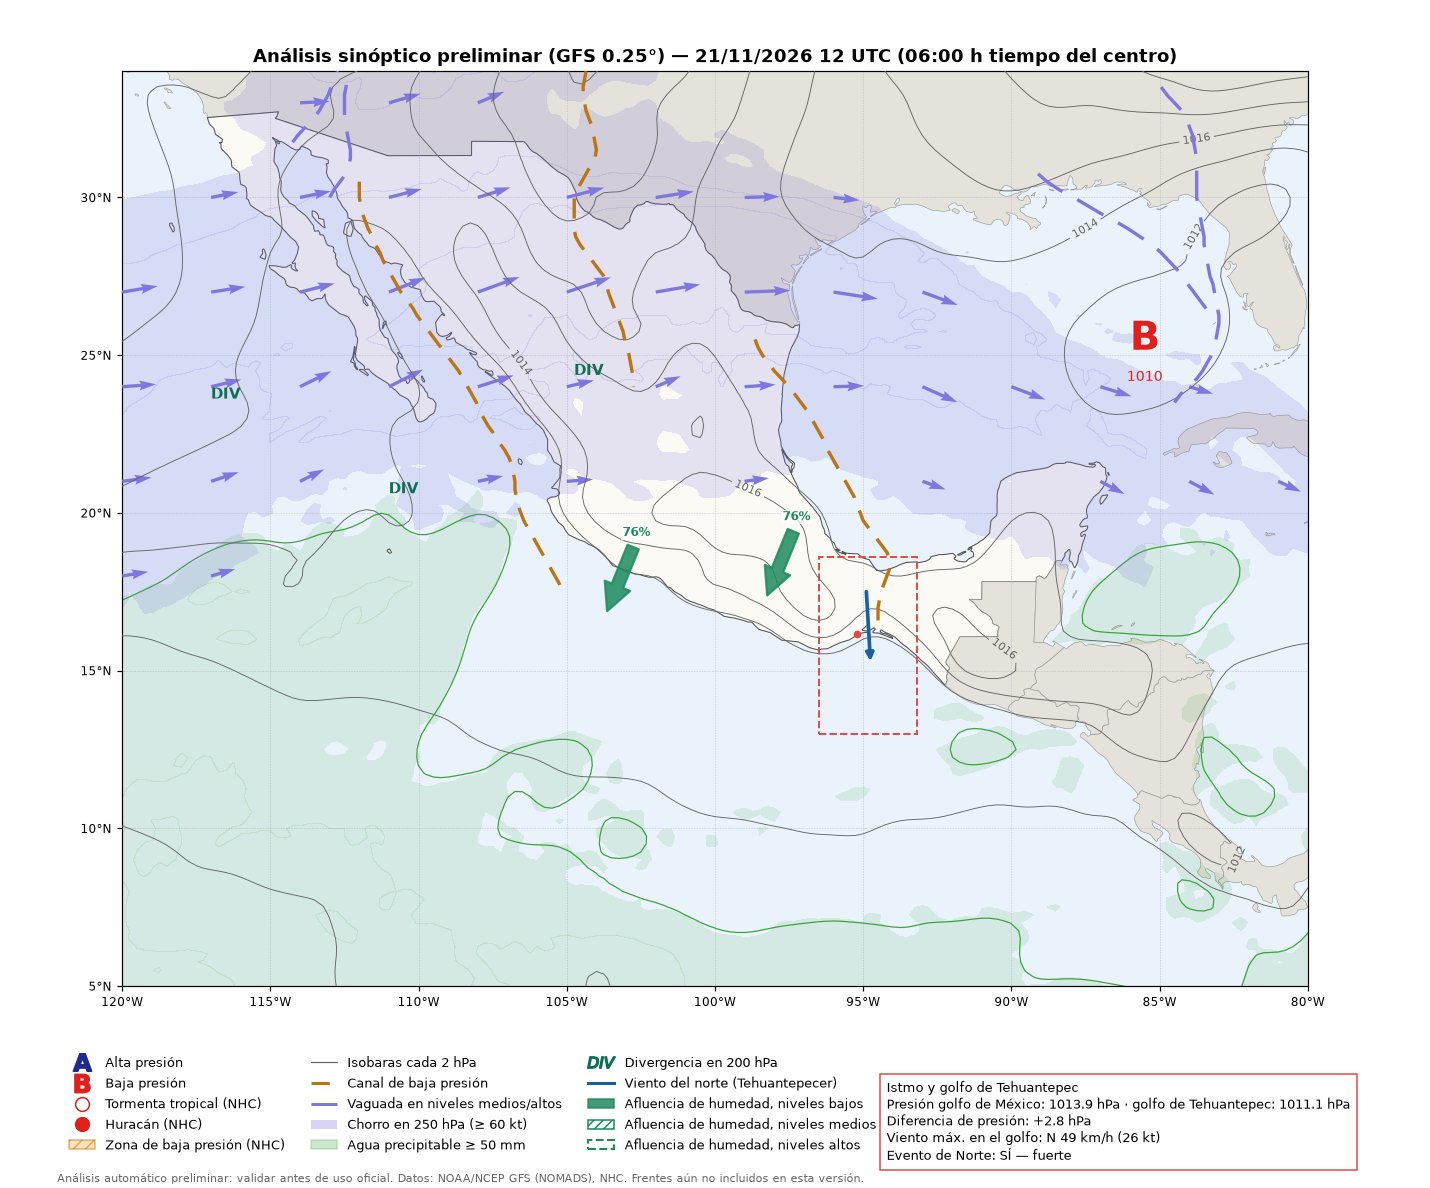 Análisis sinóptico preliminar (GFS 0.25°) — 21/11/2026 12 UTC (06:00 h tiempo del centro)
1016
30°N
1014
1012
B
25°N
1014
DIV
1010
DIV
DIV
1016
20°N
76%
76%
1016
15°N
10°N
1012
5°N
120°W
115°W
110°W
105°W
100°W
95°W
90°W
85°W
80°W
A Alta presión
B Baja presión
Tormenta tropical (NHC)
Huracán (NHC)
Zona de baja presión (NHC)
Isobaras cada 2 hPa
Canal de baja presión
Vaguada en niveles medios/altos
Chorro en 250 hPa (≥ 60 kt)
Agua precipitable ≥ 50 mm
DIV Divergencia en 200 hPa
Viento del norte (Tehuantepecer)
Afluencia de humedad, niveles bajos
Afluencia de humedad, niveles medios
Afluencia de humedad, niveles altos
Istmo y golfo de Tehuantepec
Presión golfo de México: 1013.9 hPa · golfo de Tehuantepec: 1011.1 hPa
Diferencia de presión: +2.8 hPa
Viento máx. en el golfo: N 49 km/h (26 kt)
Evento de Norte: SÍ — fuerte
Análisis automático preliminar: validar antes de uso oficial. Datos: NOAA/NCEP GFS (NOMADS), NHC. Frentes aún no incluidos en esta versión.